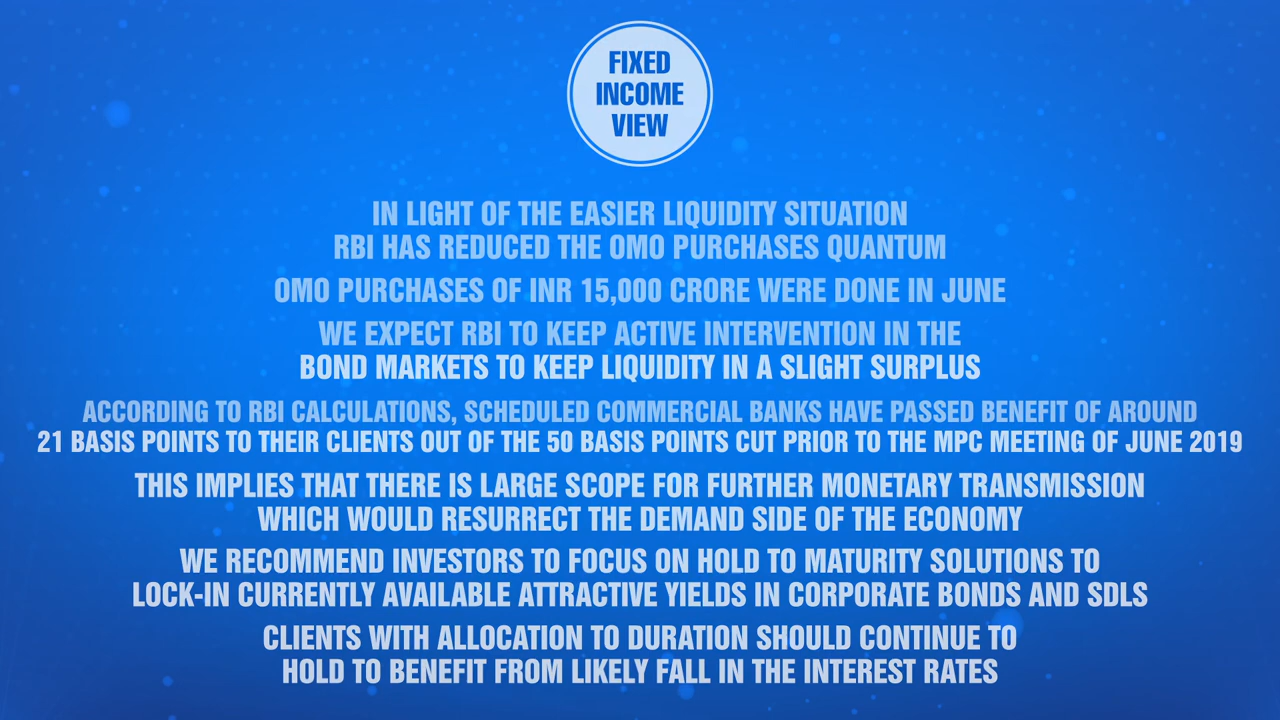 FIXED
INCOME
VIEW
IN LIGHT OF THE EASIER LIQUIDITY SITUATION
RBI HAS REDUCED THE OMO PURCHASES QUANTUM
OMO PURCHASES OF INR 15,000 CRORE WERE DONE IN JUNE
WE EXPECT RBI TO KEEP ACTIVE INTERVENTION IN THE
BOND MARKETS TO KEEP LIQUIDITY IN A SLIGHT SURPLUS
ACCORDING TO RBI CALCULATIONS, SCHEDULED COMMERCIAL BANKS HAVE PASSED BENEFIT OF AROUND
21 BASIS POINTS TO THEIR CLIENTS OUT OF THE 50 BASIS POINTS CUT PRIOR TO THE MPC MEETING OF JUNE 2019
THIS IMPLIES THAT THERE IS LARGE SCOPE FOR FURTHER MONETARY TRANSMISSION
WHICH WOULD RESURRECT THE DEMAND SIDE OF THE ECONOMY
WE RECOMMEND INVESTORS TO FOCUS ON HOLD TO MATURITY SOLUTIONS TO
LOCK-IN CURRENTLY AVAILABLE ATTRACTIVE YIELDS IN CORPORATE BONDS AND SDLS
CLIENTS WITH ALLOCATION TO DURATION SHOULD CONTINUE TO
HOLD TO BENEFIT FROM LIKELY FALL IN THE INTEREST RATES